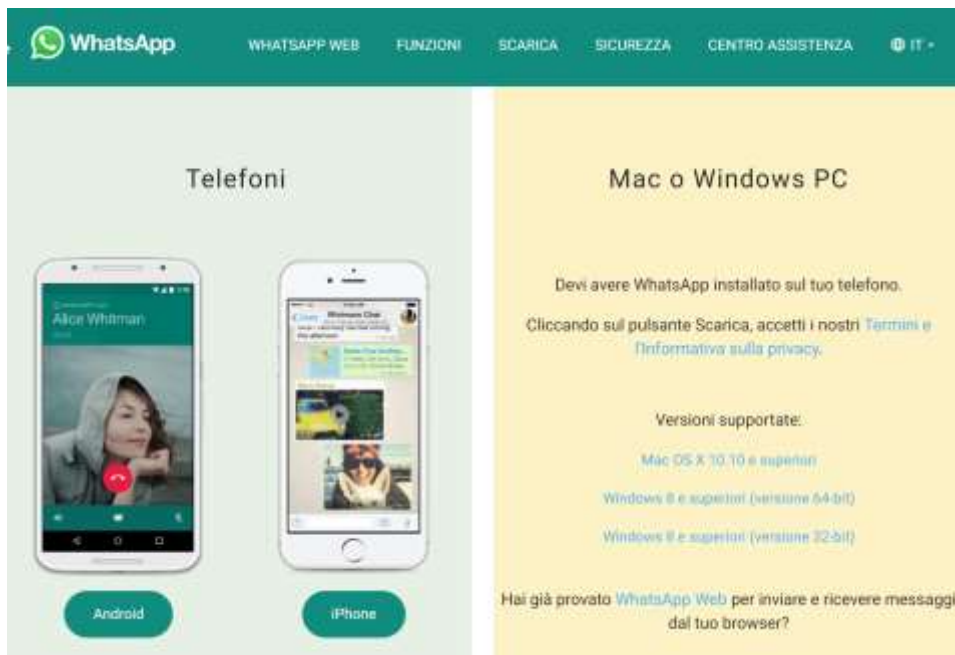 WhatsApp
WHATSAPP WEB FUNZIONI SCARICA SICUREZZA CENTRO ASSISTENZA IT
Telefoni
Alice Whitman
Whitmans Chat
Android
iPhone
Mac o Windows PC
Devi avere WhatsApp installato sul tuo telefono.
Cliccando sul pulsante Scarica, accetti i nostri Termini e
l'Informativa sulla privacy.
Versioni supportate:
Mac OS X 10.10 e superiori
Windows 8 e superiori (versione 64-bit)
Windows 8 e superiori (versione 32-bit)
Hai già provato WhatsApp Web per inviare e ricevere messaggi
dal tuo browser?